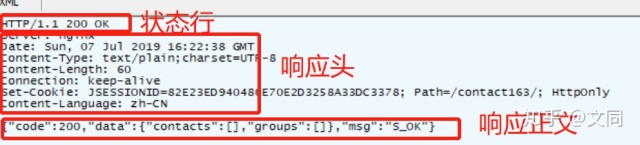 XML
HTTP/1.1 200 OK
状态行
Server: nginx
Date: Sun, 07 Jul 2019 16:22:38 GMT
Content-Type: text/plain;charset=UTF-8
Content-Length: 60
响应头
Connection: keep-alive
Set-Cookie: JSESSIONID=82E23ED940486E70E2D3258A33DC3378; Path=/contact163/; HttpOnly
Content-Language: zh-CN
{"code":200,"data":{"contacts":[],"groups":[]},"msg":"S_OK"}
响应正文
知乎 @文同